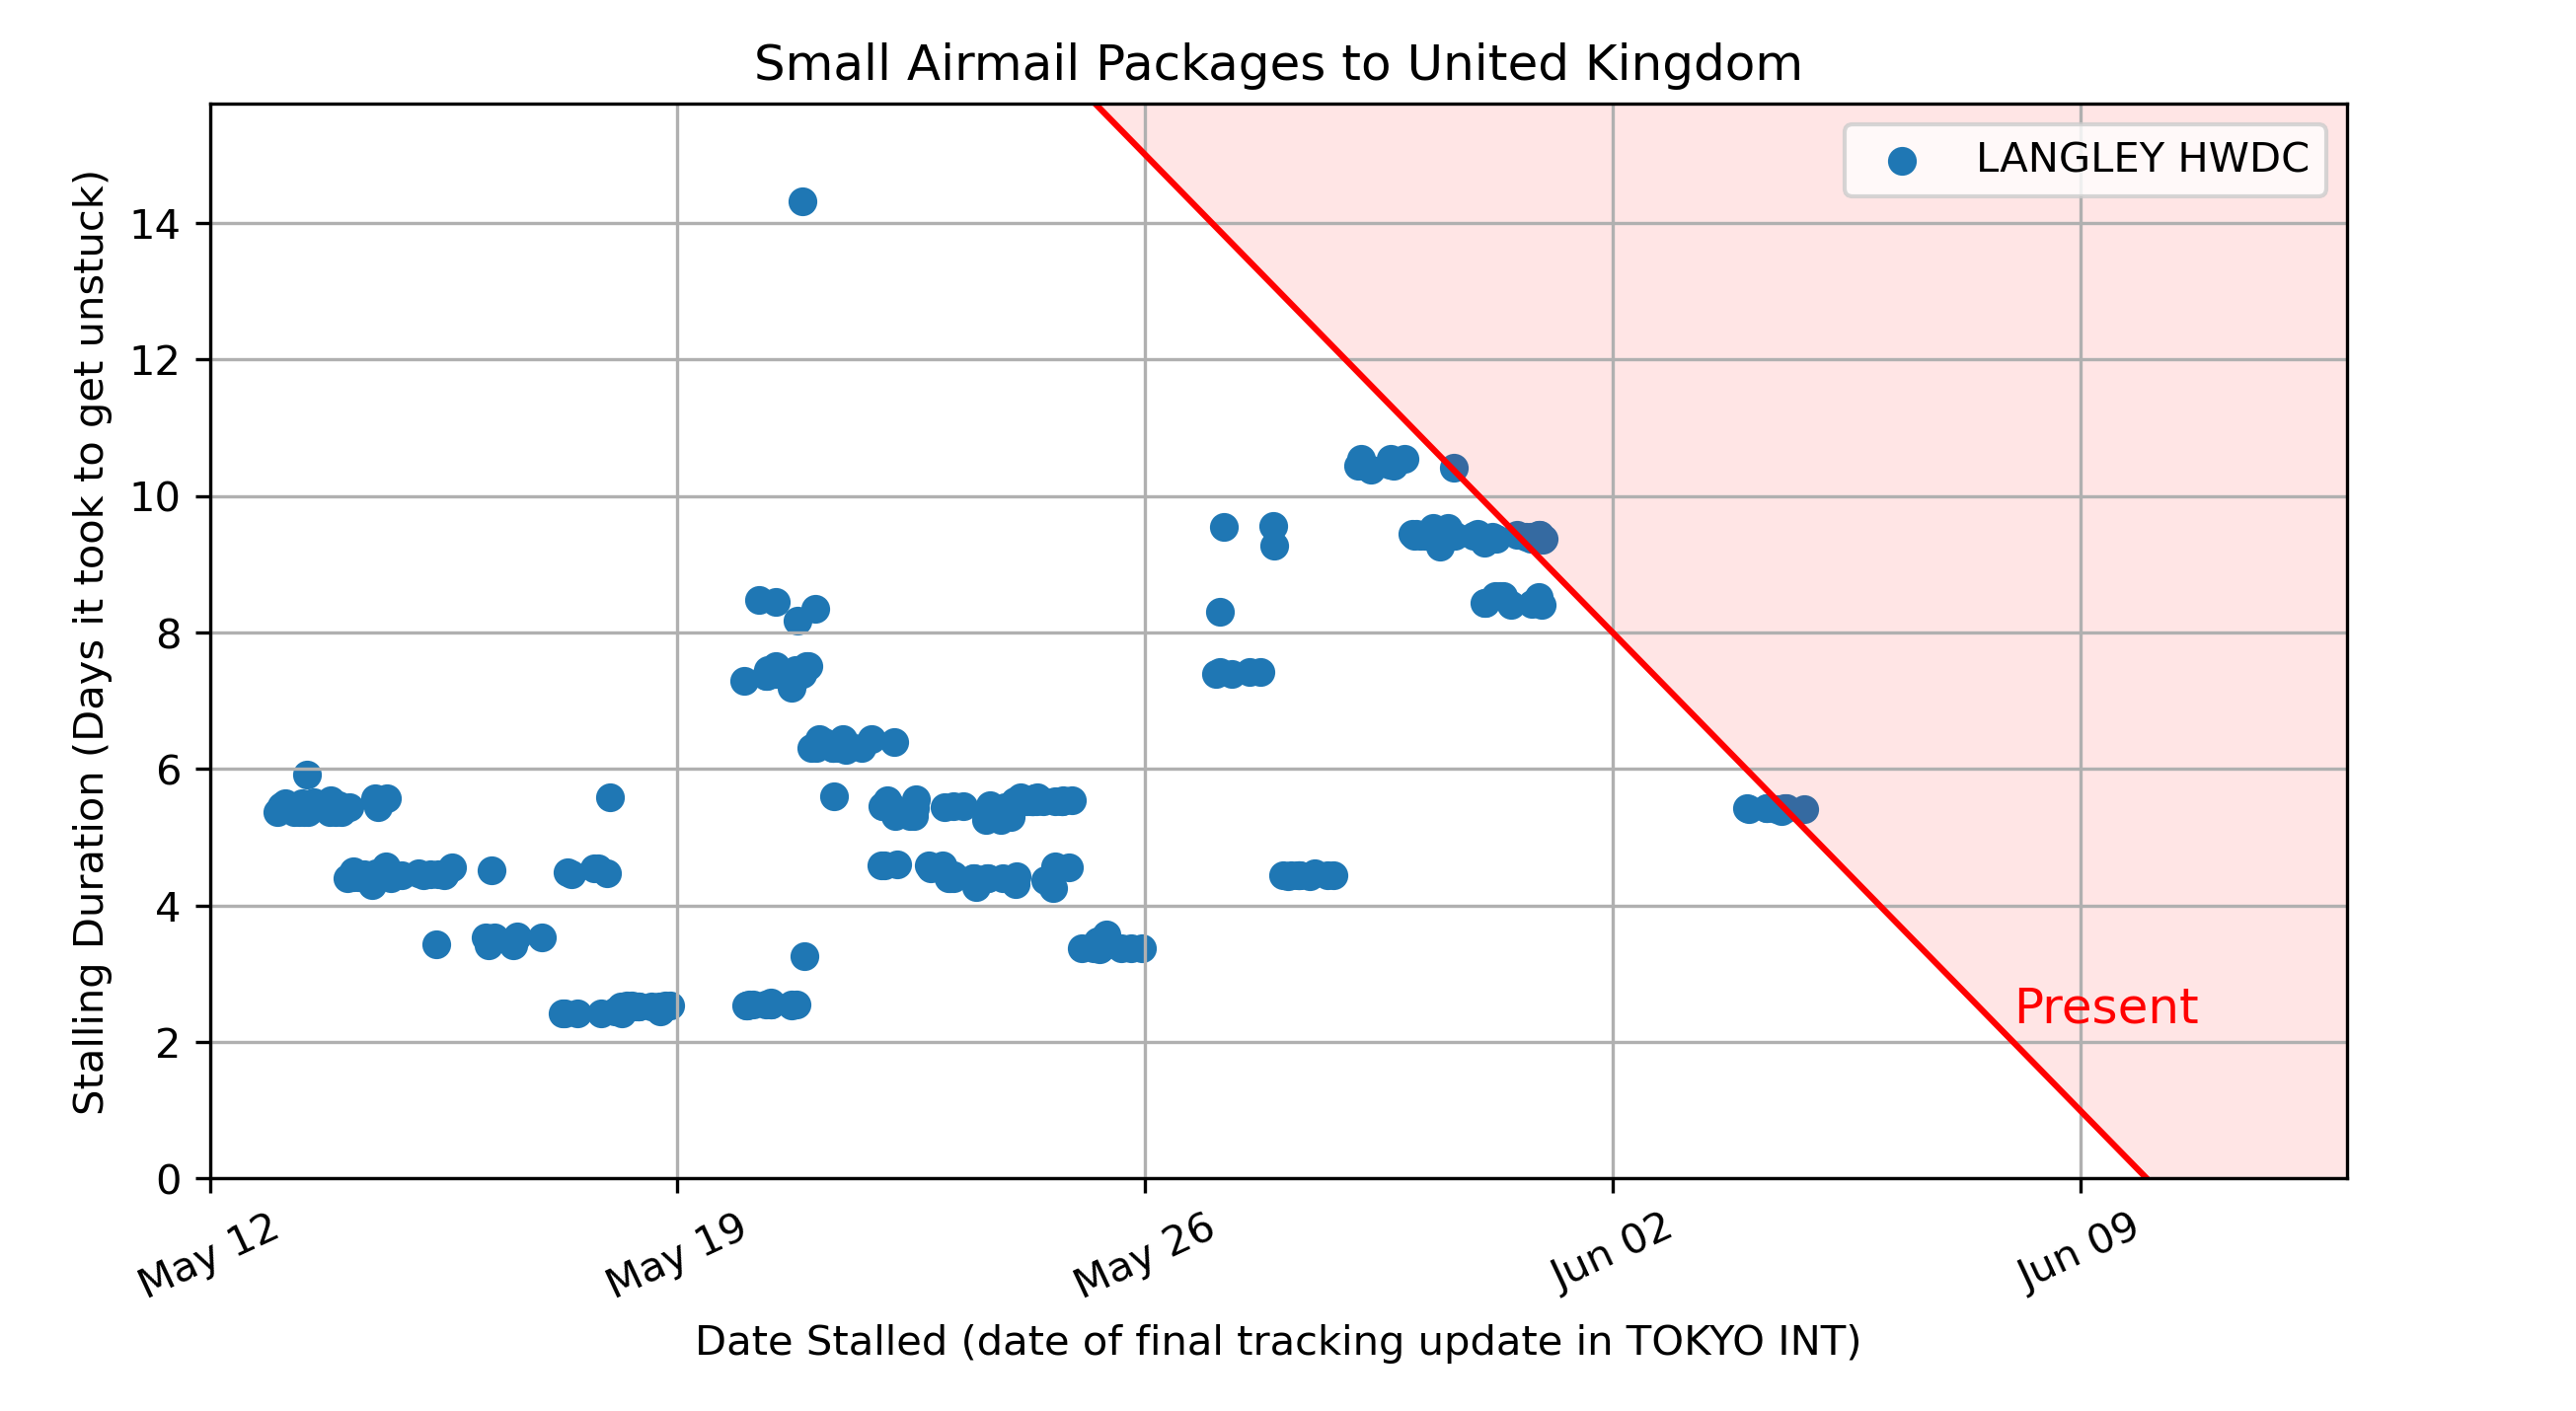 Small Airmail Packages to United Kingdom
LANGLEY HWDC
Stalling Duration (Days it took to get unstuck)
14
12
10
8
6
4
2
0
Present
May 12
May 19
May 26
Jun 02
Jun 09
Date Stalled (date of final tracking update in TOKYO INT)